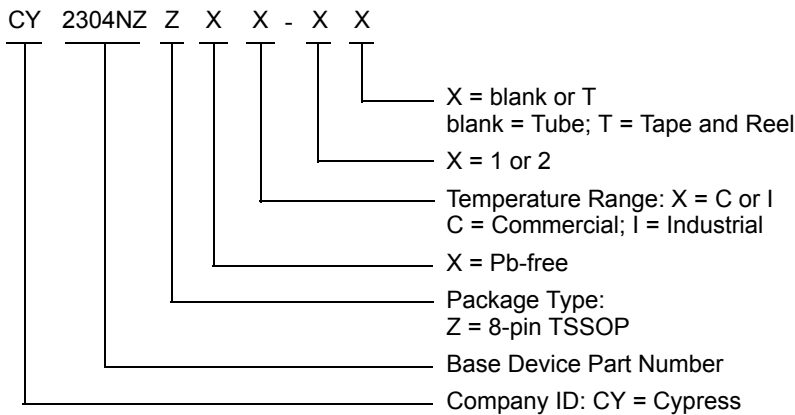 CY 2304NZ Z X X - X X
X = blank or T
blank = Tube; T = Tape and Reel
X = 1 or 2
Temperature Range: X = C or I
C = Commercial; I = Industrial
X = Pb-free
Package Type:
Z = 8-pin TSSOP
Base Device Part Number
Company ID: CY = Cypress